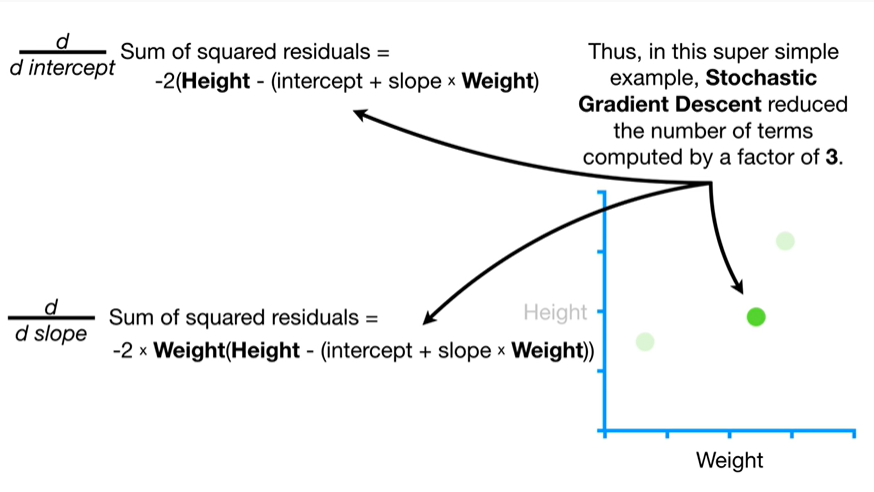 d
d intercept
Sum of squared residuals =
-2(Height - (intercept + slope × Weight)
Thus, in this super simple
example, Stochastic
Gradient Descent reduced
the number of terms
computed by a factor of 3.
d
d slope
Sum of squared residuals =
-2 × Weight(Height - (intercept + slope × Weight))
Height
Weight